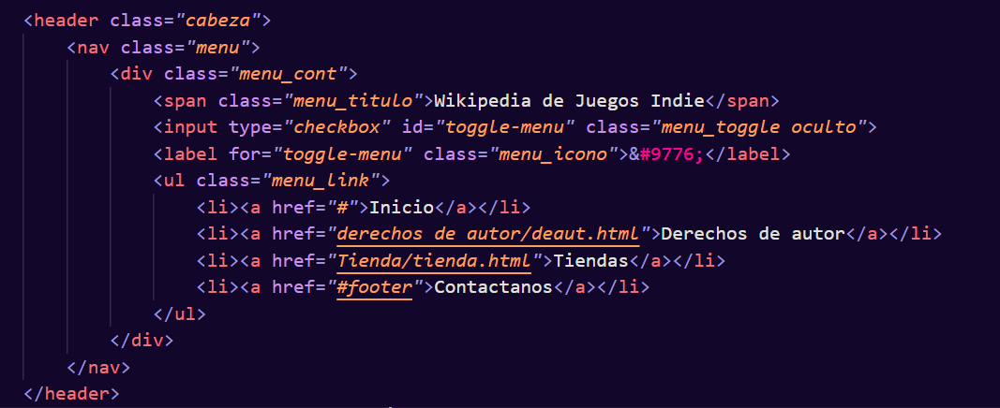 <header class="cabeza">
<nav class="menu">
<div class="menu_cont">
<span class="menu_titulo">Wikipedia de Juegos Indie</span>
<input type="checkbox" id="toggle-menu" class="menu_toggle oculto">
<label for="toggle-menu" class="menu_icono">&#9776;</label>
<ul class="menu_link">
<li><a href="#">Inicio</a></li>
<li><a href="derechos de autor/deaut.html">Derechos de autor</a></li>
<li><a href="Tienda/tienda.html">Tiendas</a></li>
<li><a href="#footer">Contactanos</a></li>
</ul>
</div>
</nav>
</header>